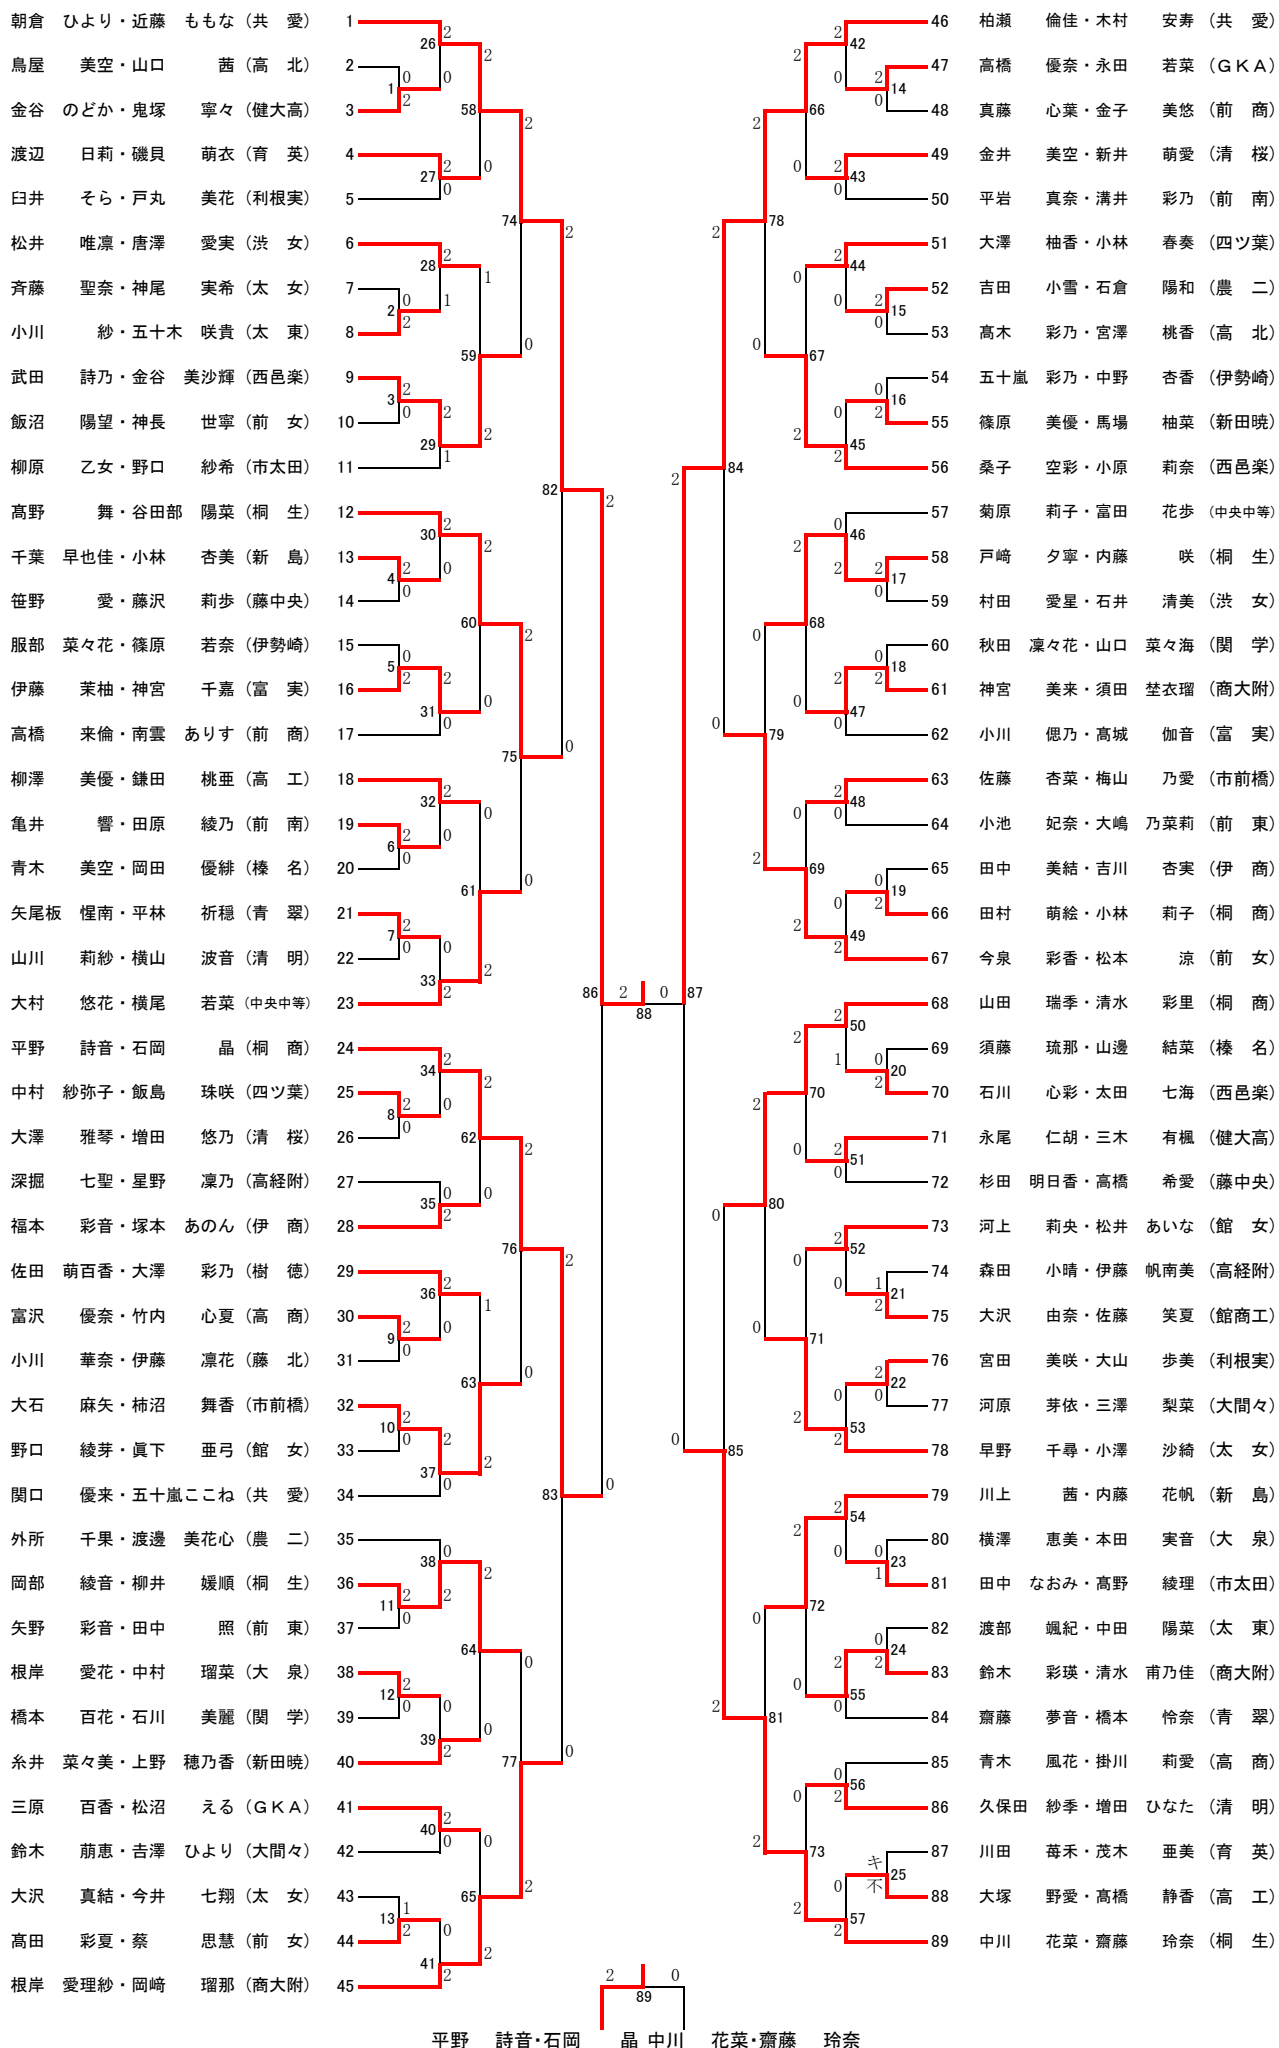 朝倉　ひより・近藤　ももな (共　愛) 1
鳥屋　美空・山口　茜 (高　北) 2
金谷　のどか・鬼塚　寧々 (健大高) 3
渡辺　日莉・磯貝　萌衣 (育　英) 4
臼井　そら・戸丸　美花 (利根実) 5
松井　唯凛・唐澤　愛実 (渋　女) 6
斉藤　聖奈・神尾　実希 (太　女) 7
小川　紗・五十木　咲貴 (太　東) 8
武田　詩乃・金谷　美沙輝 (西邑楽) 9
飯沼　陽望・神長　世寧 (前　女) 10
柳原　乙女・野口　紗希 (市太田) 11
髙野　舞・谷田部　陽菜 (桐　生) 12
千葉　早也佳・小林　杏美 (新　島) 13
笹野　愛・藤沢　莉歩 (藤中央) 14
服部　菜々花・篠原　若奈 (伊勢崎) 15
伊藤　茉柚・神宮　千嘉 (富　実) 16
高橋　来倫・南雲　ありす (前　商) 17
柳澤　美優・鎌田　桃亜 (高　工) 18
亀井　響・田原　綾乃 (前　南) 19
青木　美空・岡田　優緋 (榛　名) 20
矢尾板　惺南・平林　祈穏 (青　翠) 21
山川　莉紗・横山　波音 (清　明) 22
大村　悠花・横尾　若菜 (中央中等) 23
平野　詩音・石岡　晶 (桐　商) 24
中村　紗弥子・飯島　珠咲 (四ツ葉) 25
大澤　雅琴・増田　悠乃 (清　桜) 26
深掘　七聖・星野　凜乃 (高経附) 27
福本　彩音・塚本　あのん (伊　商) 28
佐田　萌百香・大澤　彩乃 (樹　徳) 29
富沢　優奈・竹内　心夏 (高　商) 30
小川　華奈・伊藤　凛花 (藤　北) 31
大石　麻矢・柿沼　舞香 (市前橋) 32
野口　綾芽・眞下　亜弓 (館　女) 33
関口　優来・五十嵐ここね (共　愛) 34
外所　千果・渡邊　美花心 (農　二) 35
岡部　綾音・柳井　媛順 (桐　生) 36
矢野　彩音・田中　照 (前　東) 37
根岸　愛花・中村　瑠菜 (大　泉) 38
橋本　百花・石川　美麗 (関　学) 39
糸井　菜々美・上野　穂乃香 (新田暁) 40
三原　百香・松沼　える (ＧＫＡ) 41
鈴木　萠恵・吉澤　ひより (大間々) 42
大沢　真結・今井　七翔 (太　女) 43
髙田　彩夏・蔡　思慧 (前　女) 44
根岸　愛理紗・岡﨑　瑠那 (商大附) 45
46 柏瀬　倫佳・木村　安寿 (共　愛)
47 高橋　優奈・永田　若菜 (ＧＫＡ)
48 真藤　心葉・金子　美悠 (前　商)
49 金井　美空・新井　萌愛 (清　桜)
50 平岩　真奈・溝井　彩乃 (前　南)
51 大澤　柚香・小林　春奏 (四ツ葉)
52 吉田　小雪・石倉　陽和 (農　二)
53 髙木　彩乃・宮澤　桃香 (高　北)
54 五十嵐　彩乃・中野　杏香 (伊勢崎)
55 篠原　美優・馬場　柚菜 (新田暁)
56 桑子　空彩・小原　莉奈 (西邑楽)
57 菊原　莉子・富田　花歩 (中央中等)
58 戸﨑　夕寧・内藤　咲 (桐　生)
59 村田　愛星・石井　清美 (渋　女)
60 秋田　凜々花・山口　菜々海 (関　学)
61 神宮　美来・須田　埜衣瑠 (商大附)
62 小川　偲乃・髙城　伽音 (富　実)
63 佐藤　杏菜・梅山　乃愛 (市前橋)
64 小池　妃奈・大嶋　乃菜莉 (前　東)
65 田中　美結・吉川　杏実 (伊　商)
66 田村　萌絵・小林　莉子 (桐　商)
67 今泉　彩香・松本　涼 (前　女)
68 山田　瑞季・清水　彩里 (桐　商)
69 須藤　琉那・山邊　結菜 (榛　名)
70 石川　心彩・太田　七海 (西邑楽)
71 永尾　仁胡・三木　有楓 (健大高)
72 杉田　明日香・高橋　希愛 (藤中央)
73 河上　莉央・松井　あいな (館　女)
74 森田　小晴・伊藤　帆南美 (高経附)
75 大沢　由奈・佐藤　笑夏 (館商工)
76 宮田　美咲・大山　歩美 (利根実)
77 河原　芽依・三澤　梨菜 (大間々)
78 早野　千尋・小澤　沙綺 (太　女)
79 川上　茜・内藤　花帆 (新　島)
80 横澤　恵美・本田　実音 (大　泉)
81 田中　なおみ・髙野　綾理 (市太田)
82 渡部　颯紀・中田　陽菜 (太　東)
83 鈴木　彩瑛・清水　甫乃佳 (商大附)
84 齋藤　夢音・橋本　怜奈 (青　翠)
85 青木　風花・掛川　莉愛 (高　商)
86 久保田　紗季・増田　ひなた (清　明)
87 川田　苺禾・茂木　亜美 (育　英)
88 大塚　野愛・髙橋　静香 (高　工)
89 中川　花菜・齋藤　玲奈 (桐　生)
キ
不
86 2 0 87
88
2 0
89
平野　詩音・石岡　晶 中川　花菜・齋藤　玲奈